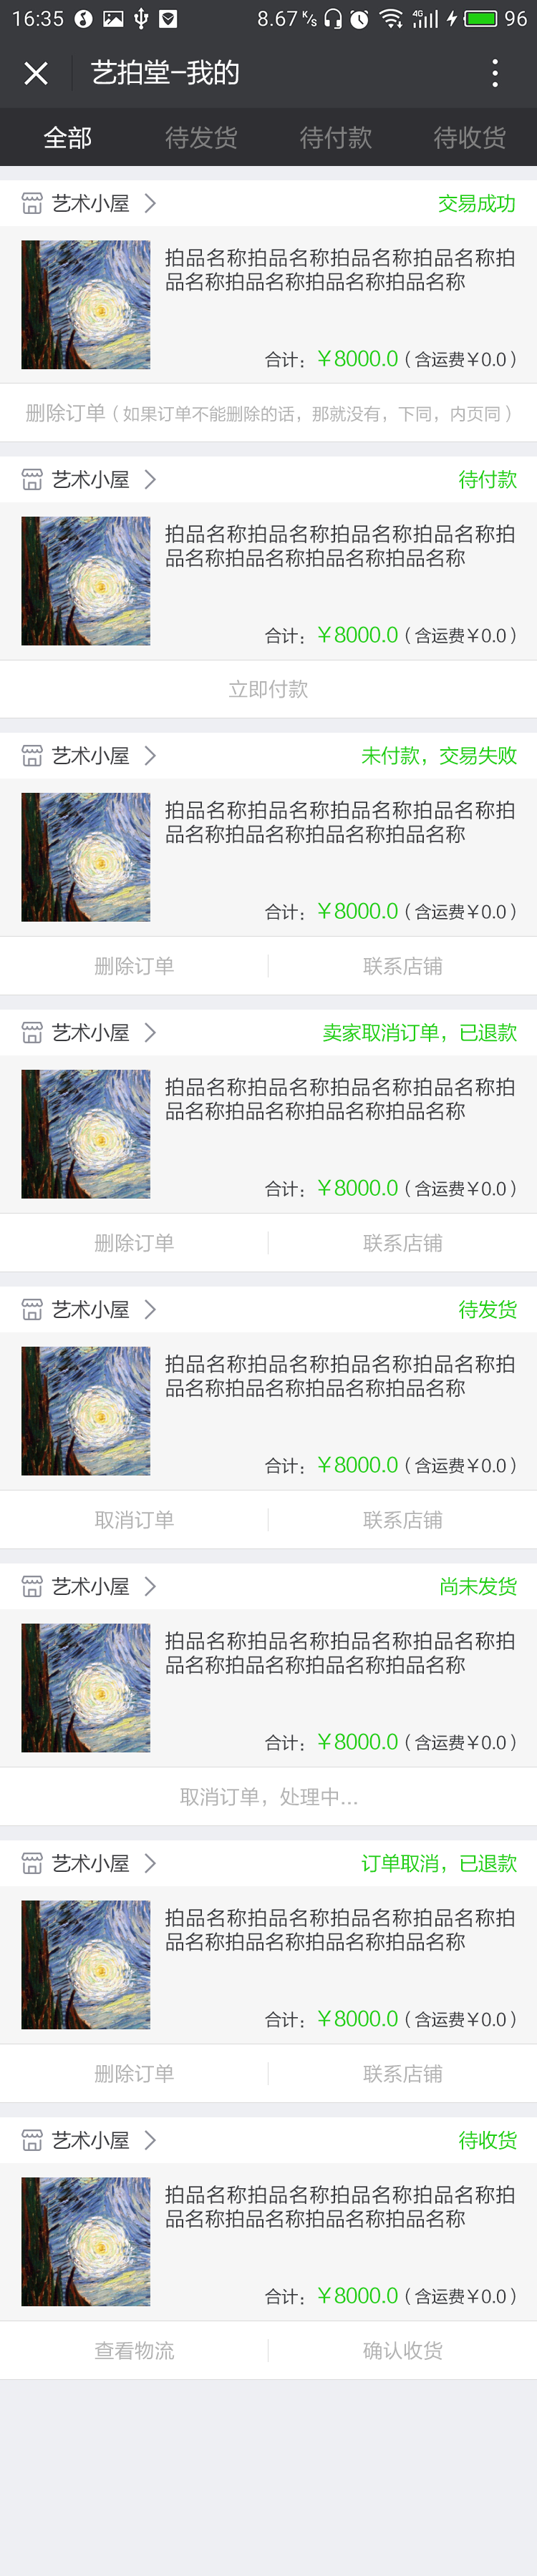 16:35 8.67 K/s 4G 96
艺拍堂-我的
全部 待发货 待付款 待收货
艺术小屋 交易成功
拍品名称拍品名称拍品名称拍品名称拍
品名称拍品名称拍品名称拍品名称
合计：￥8000.0（含运费￥0.0）
删除订单（如果订单不能删除的话，那就没有，下同，内页同）
艺术小屋 待付款
拍品名称拍品名称拍品名称拍品名称拍
品名称拍品名称拍品名称拍品名称
合计：￥8000.0（含运费￥0.0）
立即付款
艺术小屋 未付款，交易失败
拍品名称拍品名称拍品名称拍品名称拍
品名称拍品名称拍品名称拍品名称
合计：￥8000.0（含运费￥0.0）
删除订单 联系店铺
艺术小屋 卖家取消订单，已退款
拍品名称拍品名称拍品名称拍品名称拍
品名称拍品名称拍品名称拍品名称
合计：￥8000.0（含运费￥0.0）
删除订单 联系店铺
艺术小屋 待发货
拍品名称拍品名称拍品名称拍品名称拍
品名称拍品名称拍品名称拍品名称
合计：￥8000.0（含运费￥0.0）
取消订单 联系店铺
艺术小屋 尚未发货
拍品名称拍品名称拍品名称拍品名称拍
品名称拍品名称拍品名称拍品名称
合计：￥8000.0（含运费￥0.0）
取消订单，处理中...
艺术小屋 订单取消，已退款
拍品名称拍品名称拍品名称拍品名称拍
品名称拍品名称拍品名称拍品名称
合计：￥8000.0（含运费￥0.0）
删除订单 联系店铺
艺术小屋 待收货
拍品名称拍品名称拍品名称拍品名称拍
品名称拍品名称拍品名称拍品名称
合计：￥8000.0（含运费￥0.0）
查看物流 确认收货